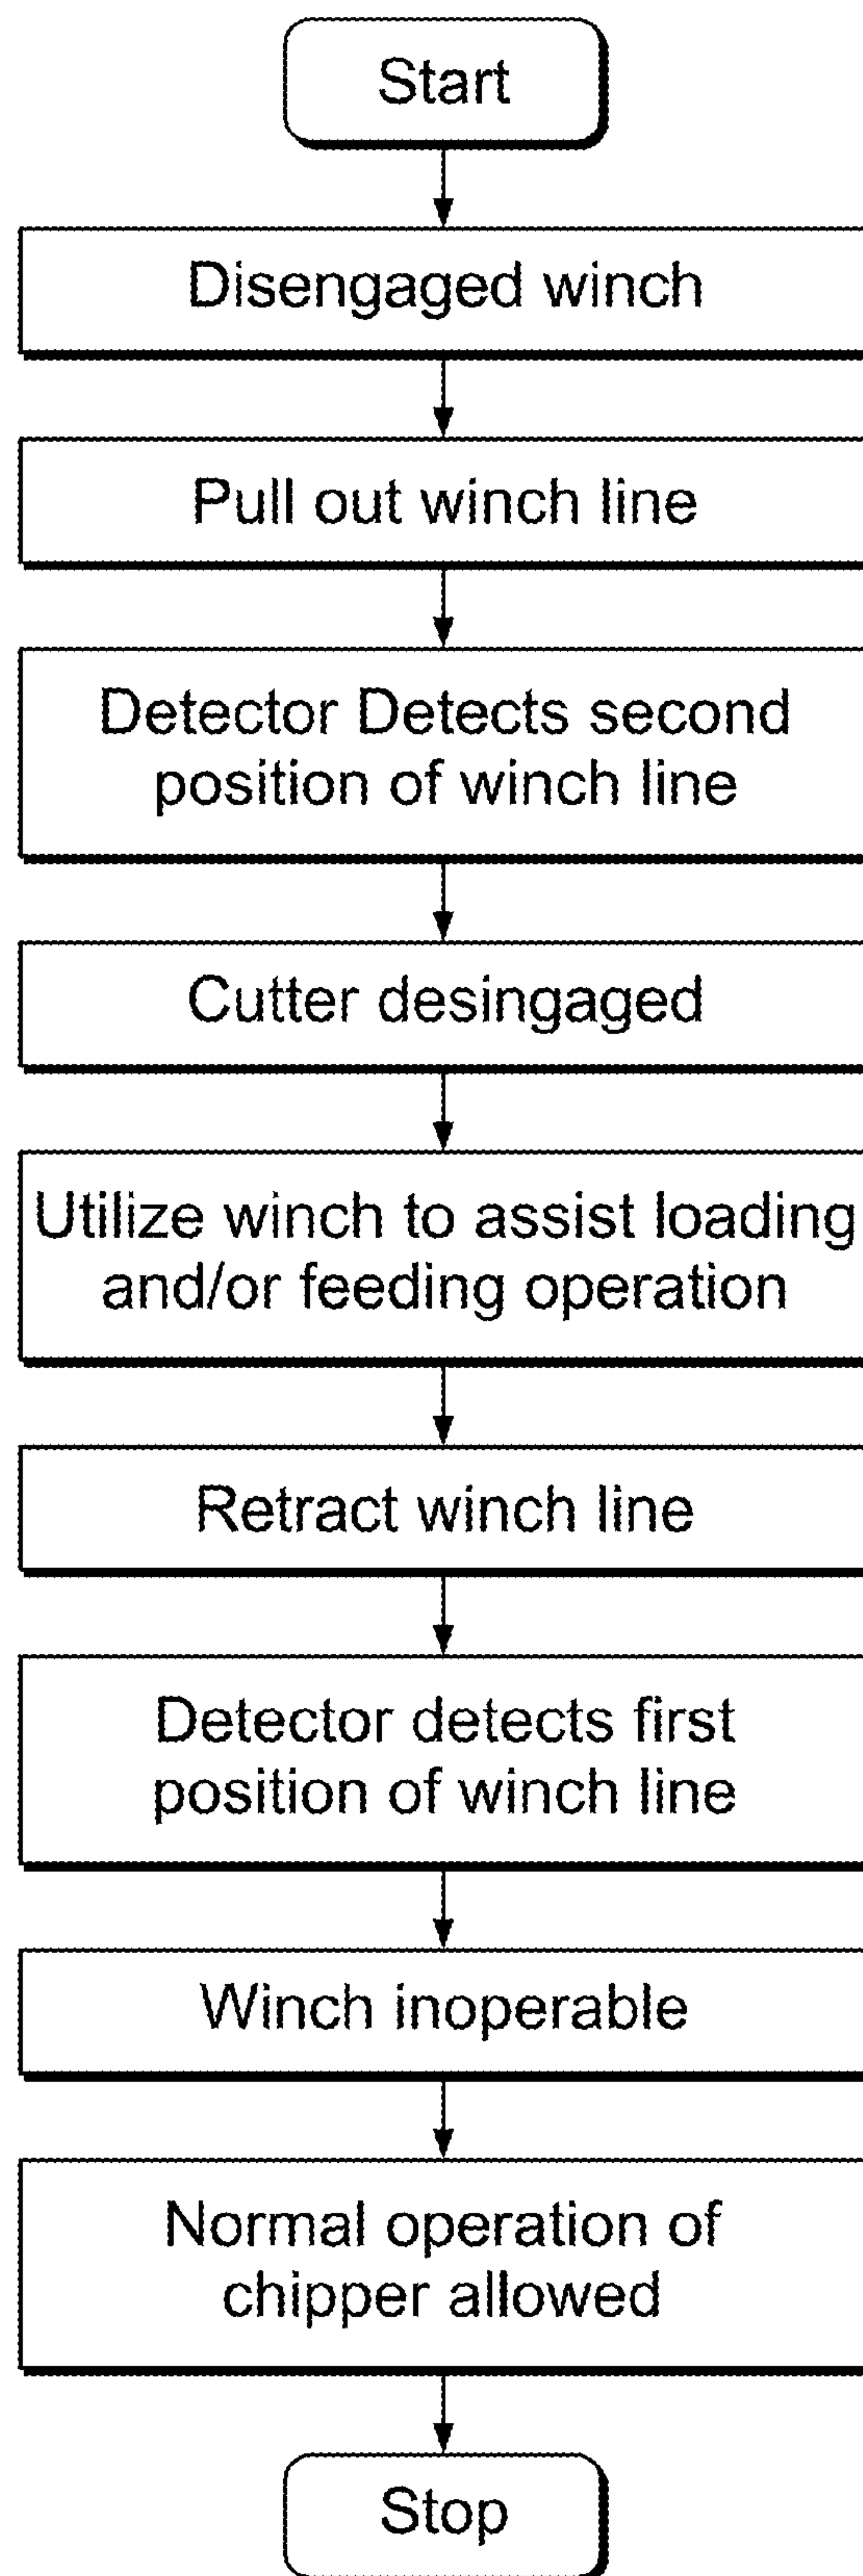 Start
Disengaged winch
Pull out winch line
Detector Detects second
position of winch line
Cutter desingaged
Utilize winch to assist loading
and/or feeding operation
Retract winch line
Detector detects first
position of winch line
Winch inoperable
Normal operation of
chipper allowed
Stop